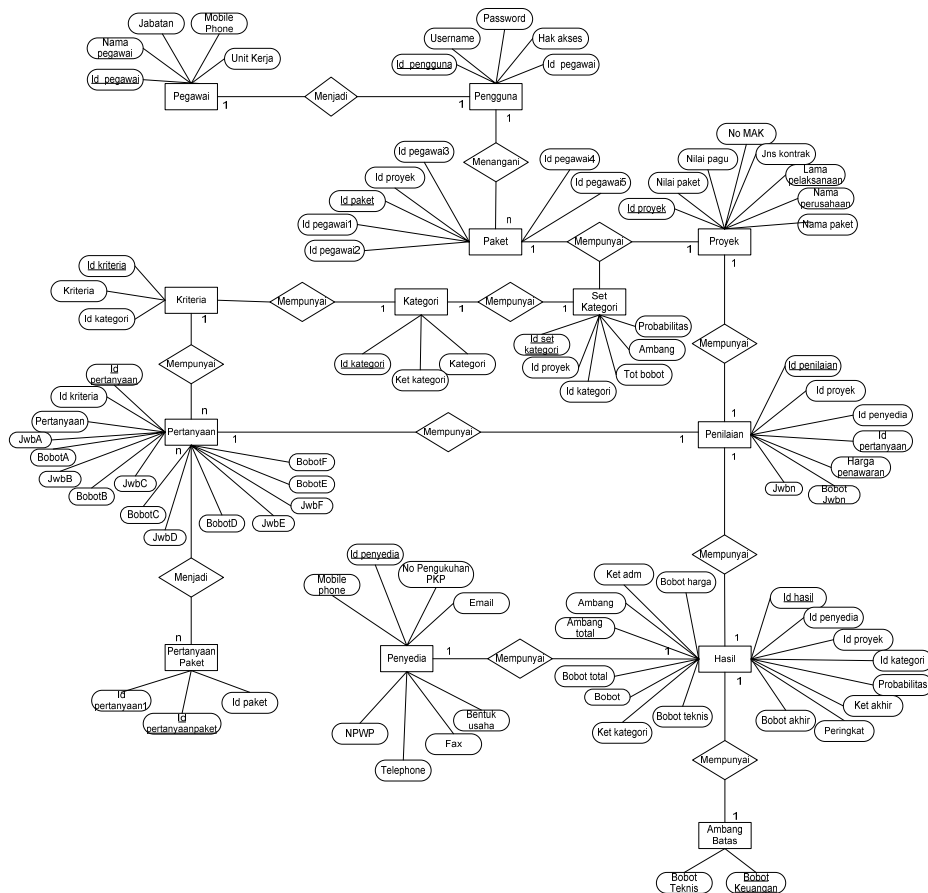 Jabatan
Mobile
Phone
Nama
pegawai
Unit Kerja
Id pegawai
Pegawai
1
Menjadi
1
Password
Username
Hak akses
Id pengguna
Id pegawai
Pengguna
1
Menangani
n
Id pegawai3
Id proyek
Id paket
Id pegawai1
Id pegawai2
Id pegawai4
Id pegawai5
Paket
1
Mempunyai
1
No MAK
Nilai pagu
Jns kontrak
Nilai paket
Lama
pelaksanaan
Id proyek
Nama
perusahaan
Nama paket
Proyek
1
Id kriteria
Kriteria
Id kategori
Kriteria
1
Mempunyai
1
Kategori
1
Mempunyai
1
Set
Kategori
Id kategori
Ket kategori
Kategori
Id set
kategori
Id proyek
Id kategori
Probabilitas
Ambang
Tot bobot
Mempunyai
Mempunyai
n
1
Id
pertanyaan
Id kriteria
Pertanyaan
JwbA
BobotA
JwbB
BobotB
JwbC
BobotC
JwbD
BobotD
JwbE
JwbF
BobotE
BobotF
Pertanyaan
1
n
Mempunyai
1
Penilaian
1
Id penilaian
Id proyek
Id penyedia
Id
pertanyaan
Harga
penawaran
Bobot
Jwbn
Jwbn
Menjadi
n
Pertanyaan
Paket
Id
pertanyaan1
Id
pertanyaanpaket
Id paket
Mempunyai
1
Id penyedia
Mobile
phone
No Pengukuhan
PKP
Email
Penyedia
1
Mempunyai
1
NPWP
Telephone
Fax
Bentuk
usaha
Ket adm
Bobot harga
Ambang
Ambang
total
Bobot total
Bobot
Ket kategori
Bobot teknis
Hasil
1
Id hasil
Id penyedia
Id proyek
Id kategori
Probabilitas
Ket akhir
Peringkat
Bobot akhir
Mempunyai
1
Ambang
Batas
Bobot
Teknis
Bobot
Keuangan